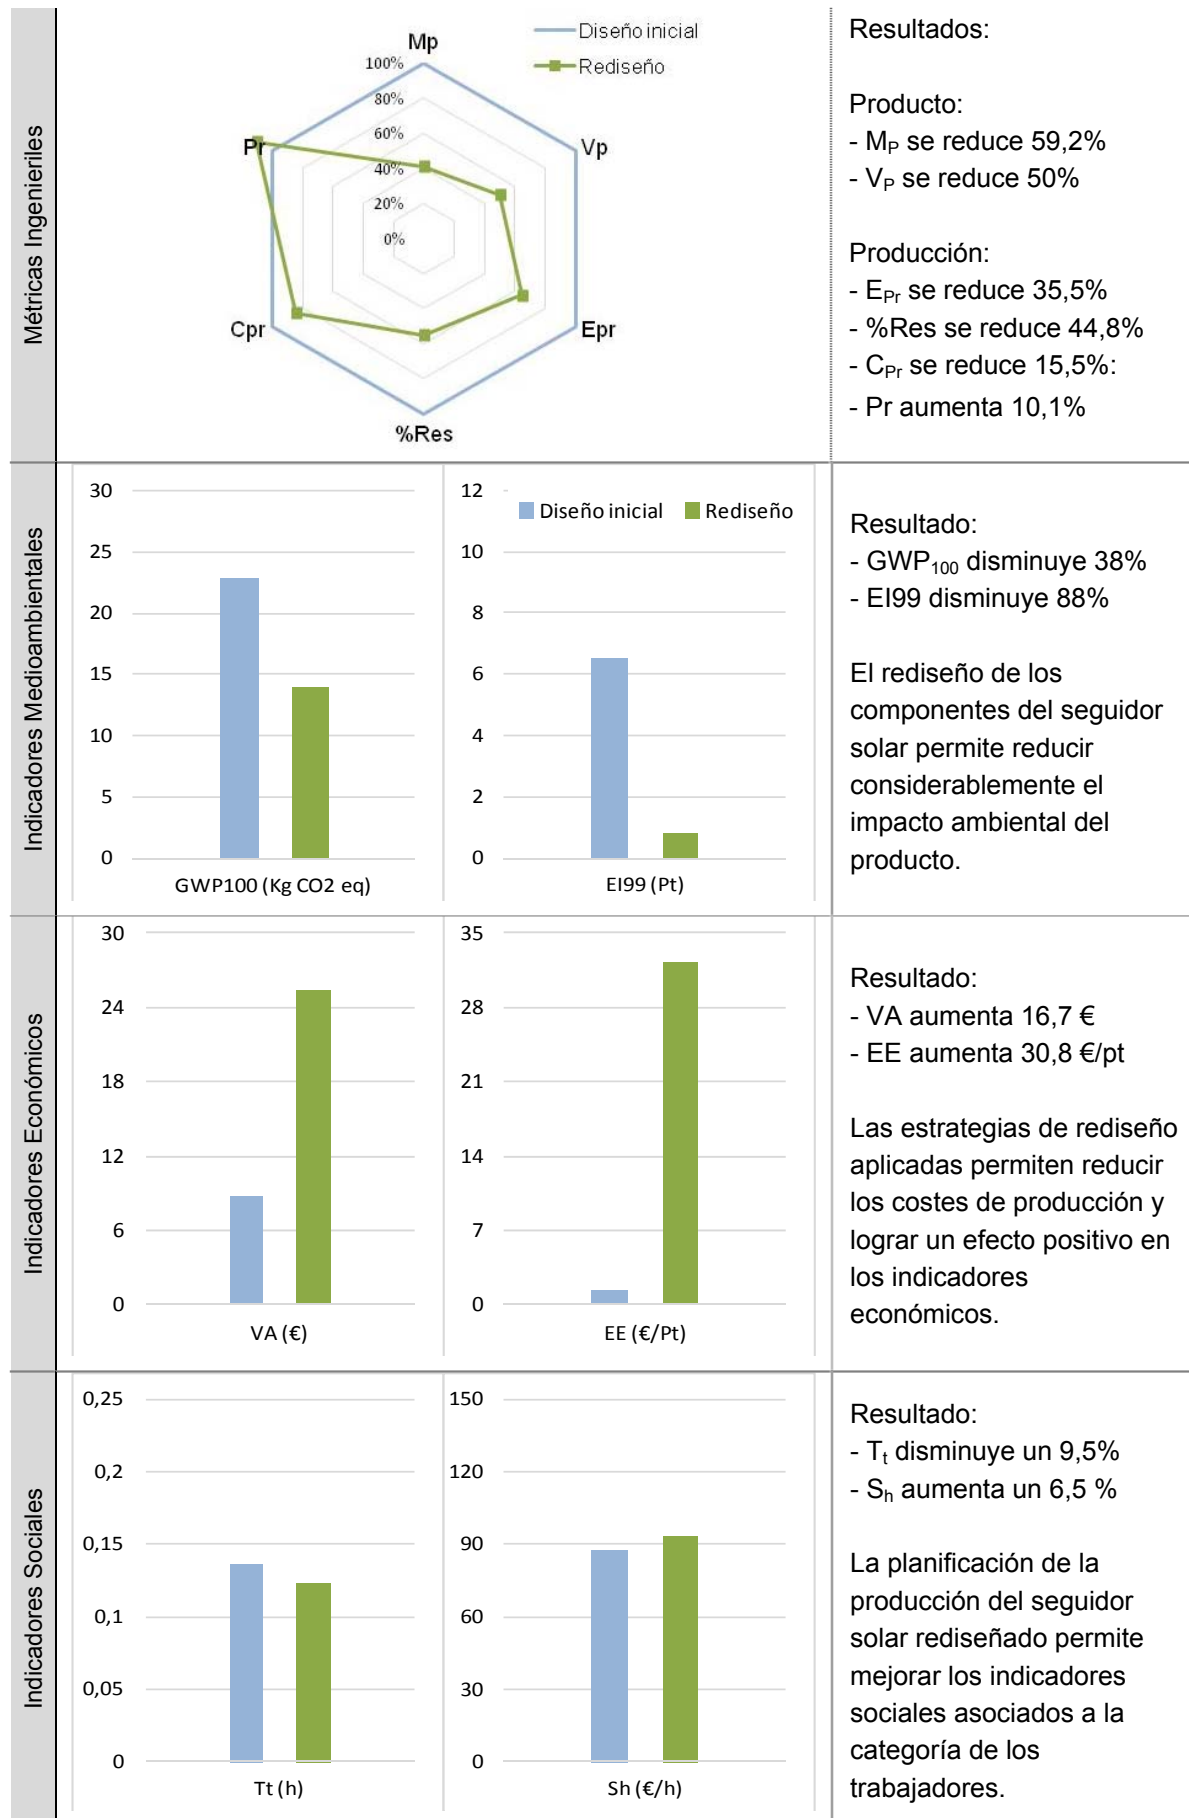 Métricas Ingenieriles
Diseño inicial
Rediseño
Mp
100%
80%
60%
40%
20%
0%
Pr
Vp
Cpr
Epr
%Res
Resultados:
Producto:
- MP se reduce 59,2%
- VP se reduce 50%
Producción:
- EPr se reduce 35,5%
- %Res se reduce 44,8%
- CPr se reduce 15,5%:
- Pr aumenta 10,1%
Indicadores Medioambientales
30
25
20
15
10
5
0
GWP100 (Kg CO2 eq)
12
10
8
6
4
2
0
Diseño inicial
Rediseño
EI99 (Pt)
Resultado:
- GWP100 disminuye 38%
- EI99 disminuye 88%
El rediseño de los
componentes del seguidor
solar permite reducir
considerablemente el
impacto ambiental del
producto.
Indicadores Económicos
30
24
18
12
6
0
VA (€)
35
28
21
14
7
0
EE (€/Pt)
Resultado:
- VA aumenta 16,7 €
- EE aumenta 30,8 €/pt
Las estrategias de rediseño
aplicadas permiten reducir
los costes de producción y
lograr un efecto positivo en
los indicadores
económicos.
Indicadores Sociales
0,25
0,2
0,15
0,1
0,05
0
Tt (h)
150
120
90
60
30
0
Sh (€/h)
Resultado:
- Tt disminuye un 9,5%
- Sh aumenta un 6,5 %
La planificación de la
producción del seguidor
solar rediseñado permite
mejorar los indicadores
sociales asociados a la
categoría de los
trabajadores.